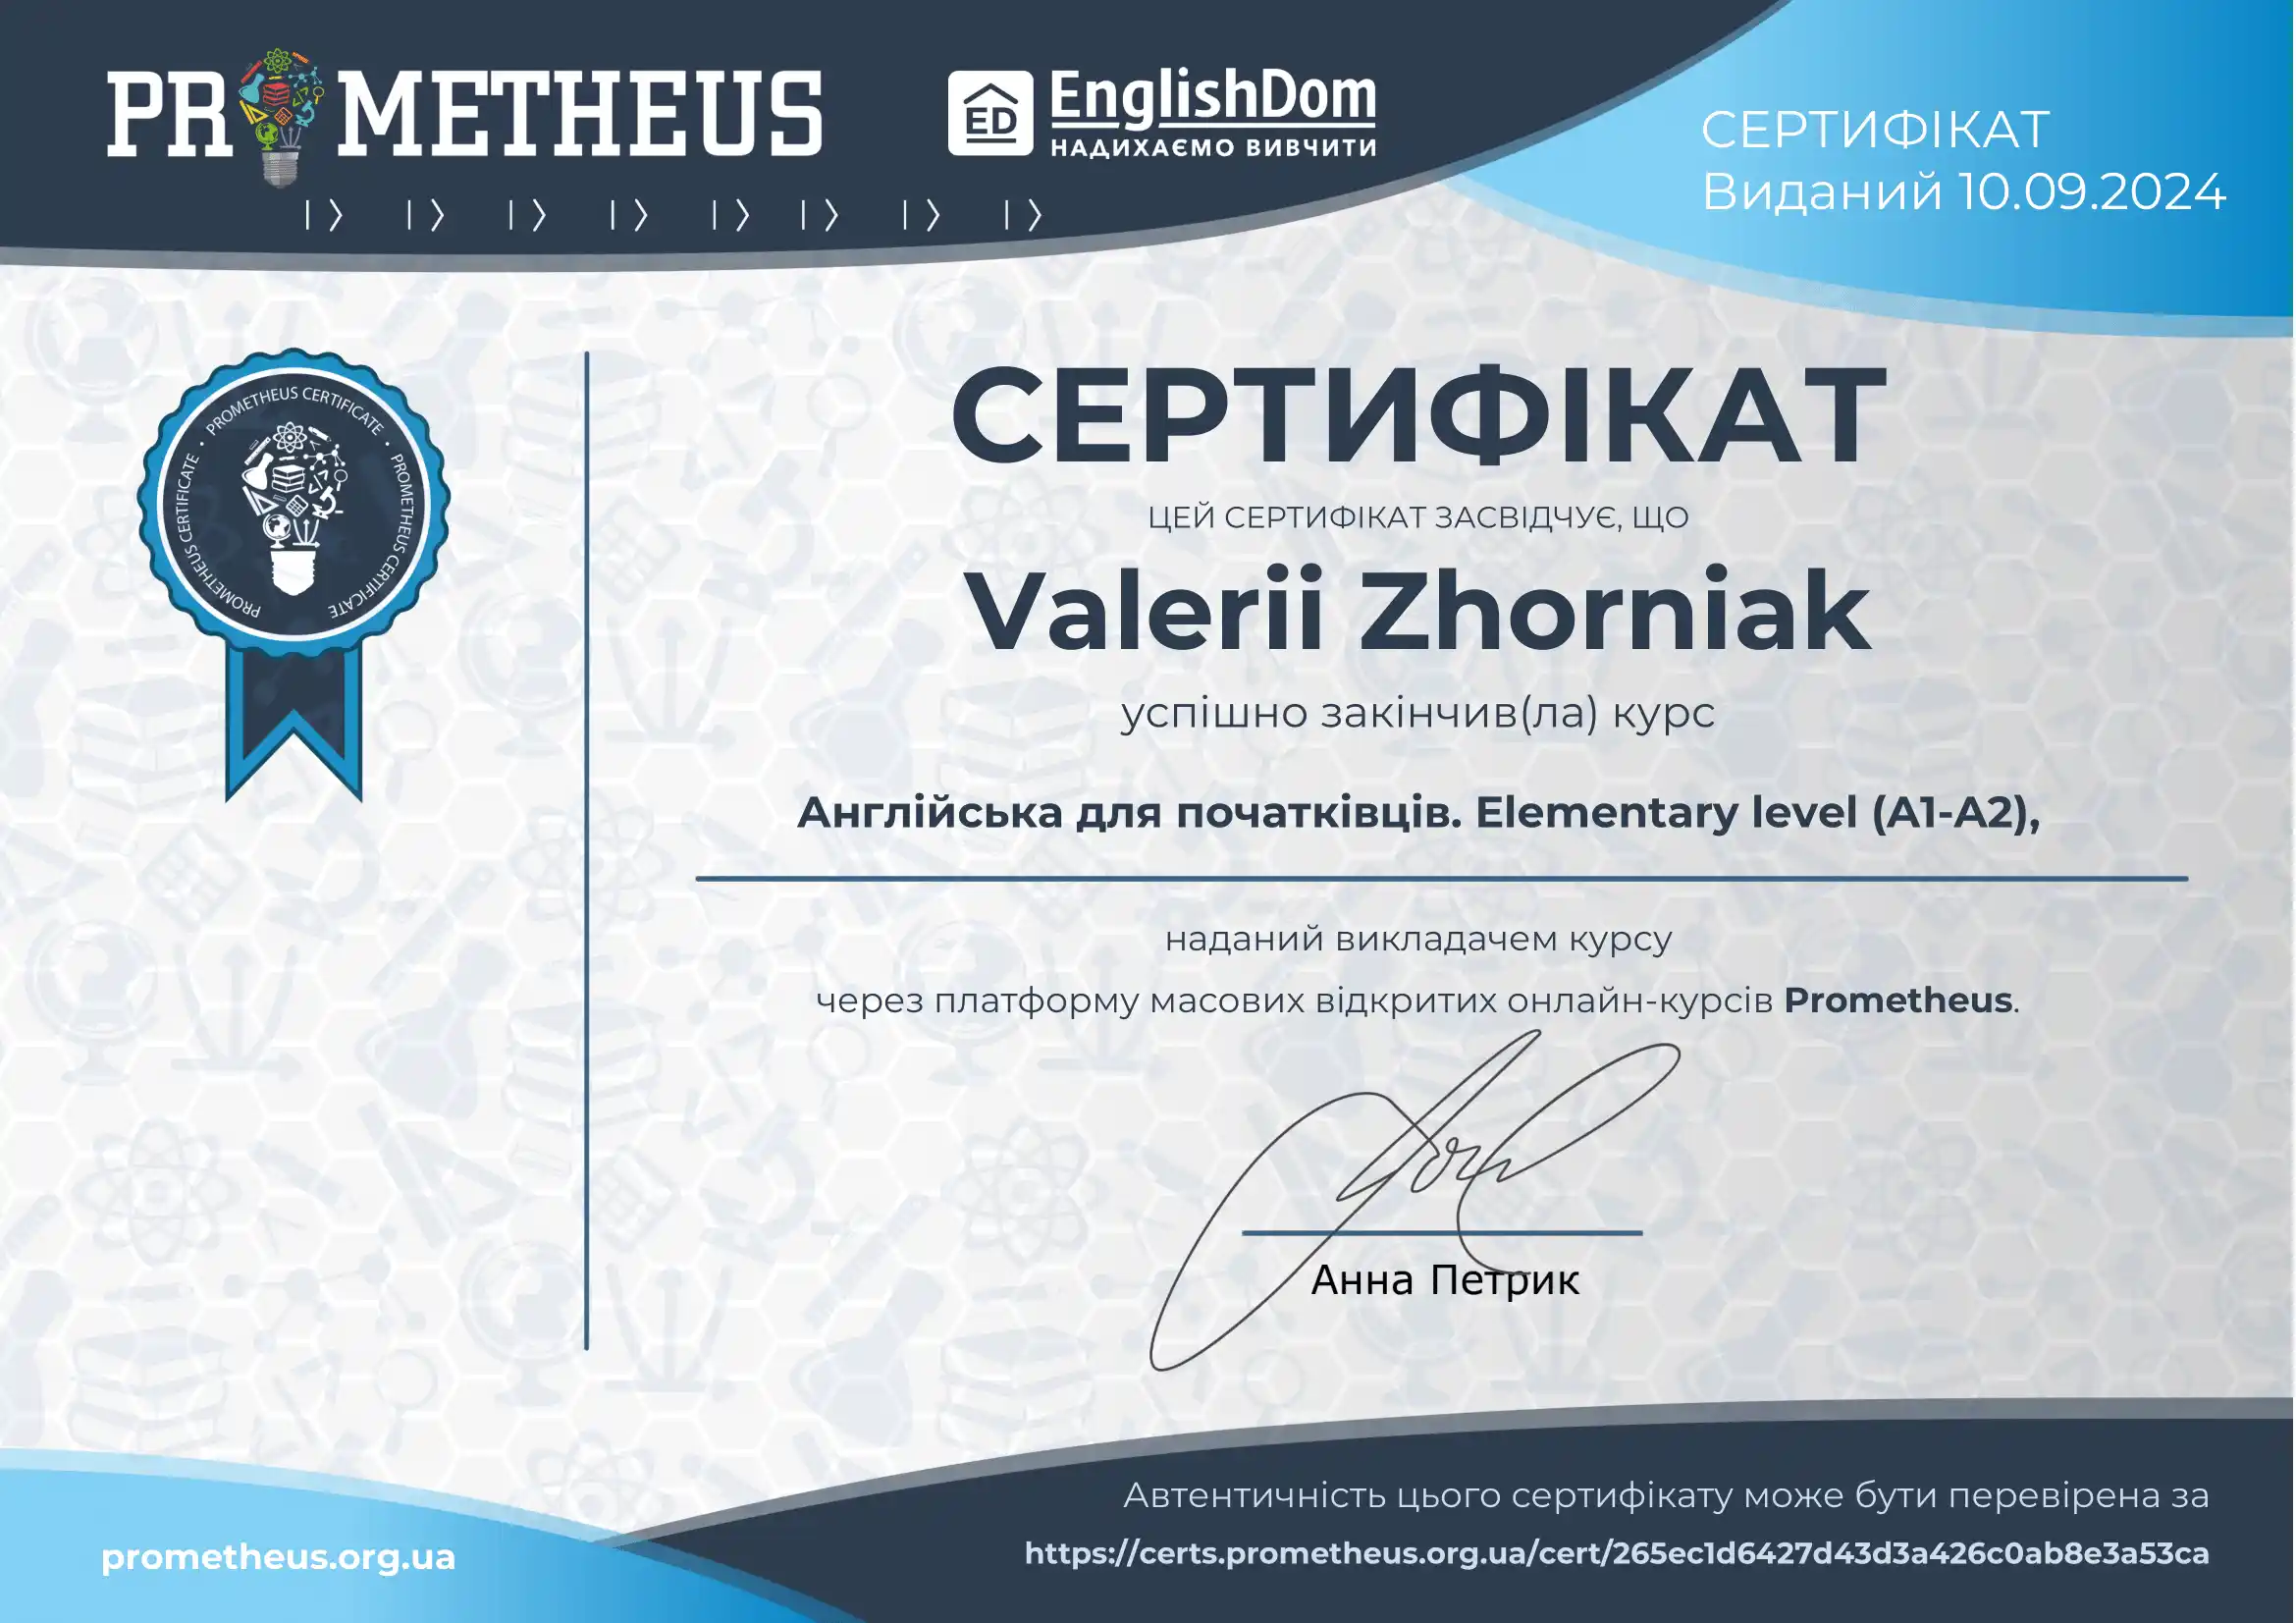 PROMETHEUS
ED
EnglishDom
НАДИХАЄМО ВИВЧИТИ
СЕРТИФІКАТ
Виданий 10.09.2024
PROMETHEUS CERTIFICATE • PROMETHEUS CERTIFICATE • PROMETHEUS CERTIFICATE
СЕРТИФІКАТ
ЦЕЙ СЕРТИФІКАТ ЗАСВІДЧУЄ, ЩО
Valerii Zhorniak
успішно закінчив(ла) курс
Англійська для початківців. Elementary level (A1-A2),
наданий викладачем курсу
через платформу масових відкритих онлайн-курсів Prometheus.
Анна Петрик
Автентичність цього сертифікату може бути перевірена за
prometheus.org.ua
https://certs.prometheus.org.ua/cert/265ec1d6427d43d3a426c0ab8e3a53ca